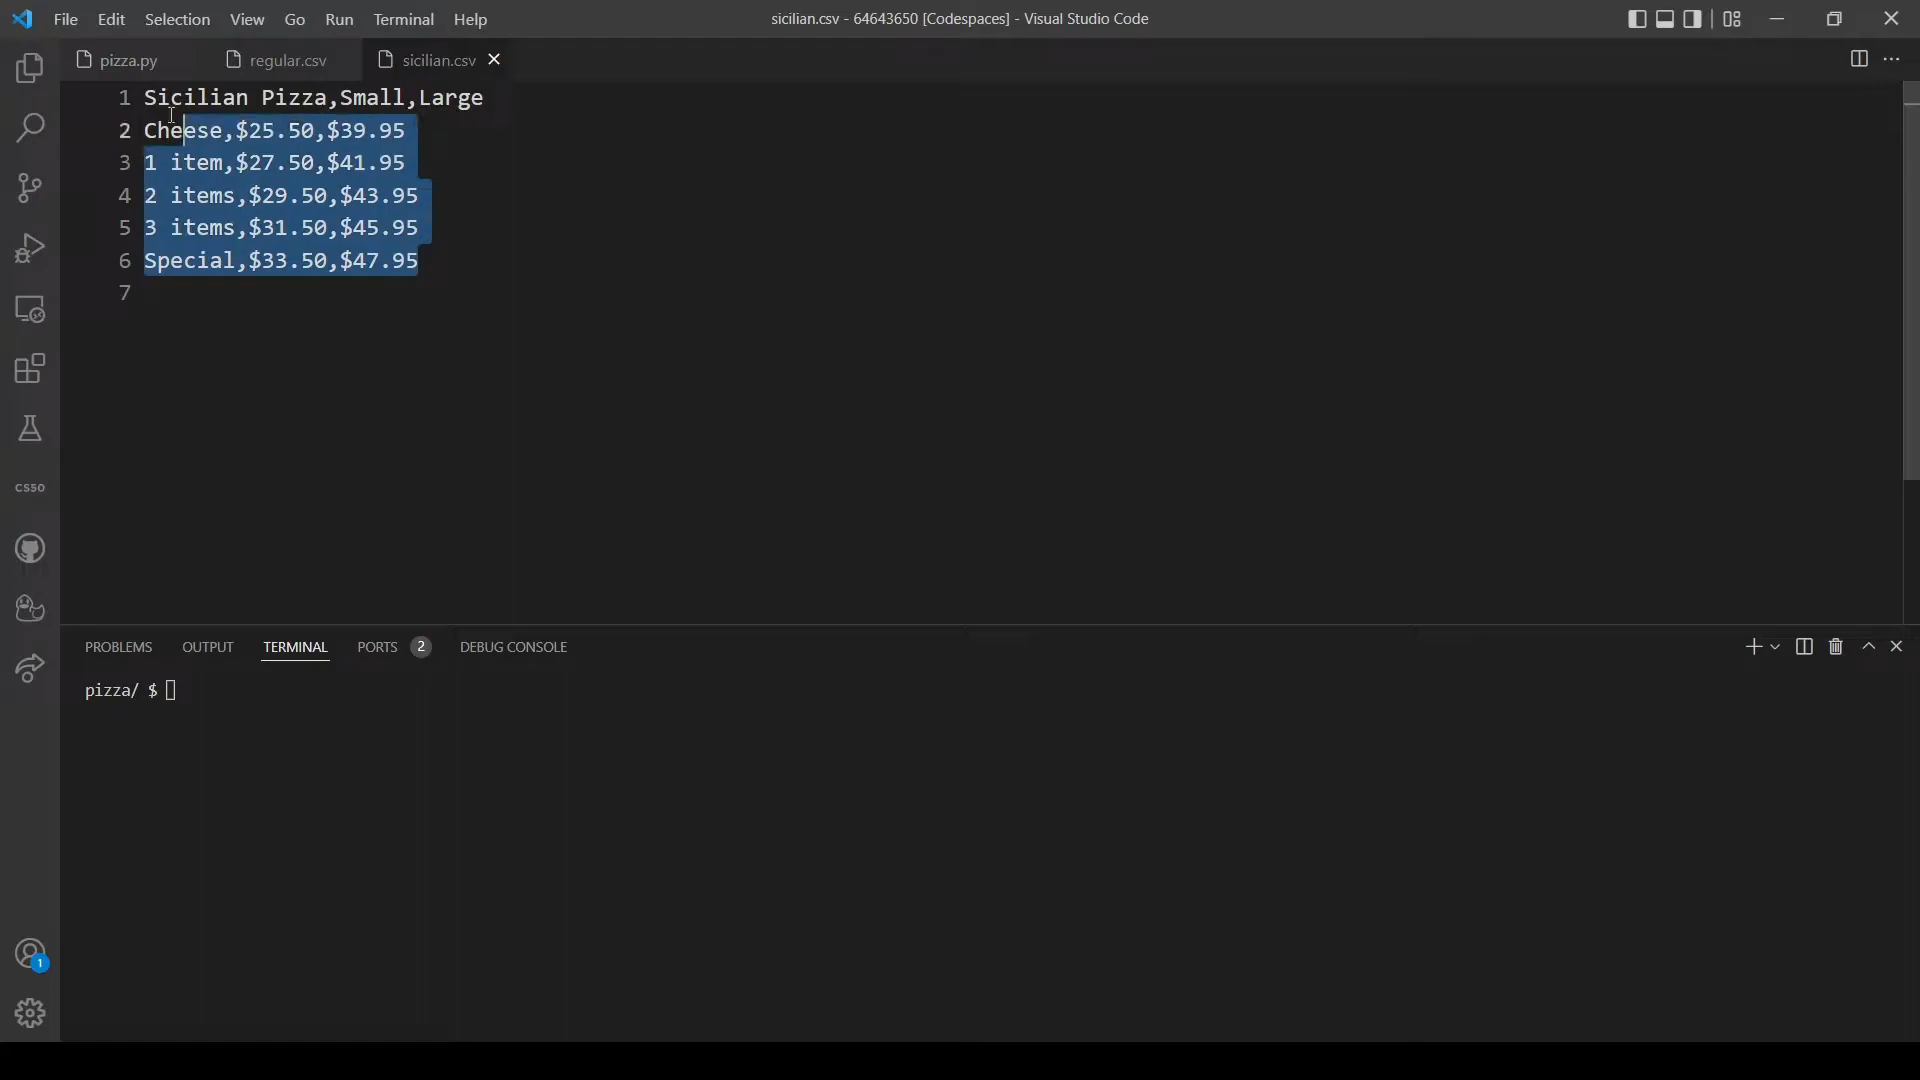 File Edit Selection View Go Run Terminal Help
sicilian.csv - 64643650 [Codespaces] - Visual Studio Code
pizza.py regular.csv sicilian.csv
1 Sicilian Pizza,Small,Large
2 Cheese,$25.50,$39.95
3 1 item,$27.50,$41.95
4 2 items,$29.50,$43.95
5 3 items,$31.50,$45.95
6 Special,$33.50,$47.95
7
CS50
PROBLEMS OUTPUT TERMINAL PORTS 2 DEBUG CONSOLE
pizza/ $
1